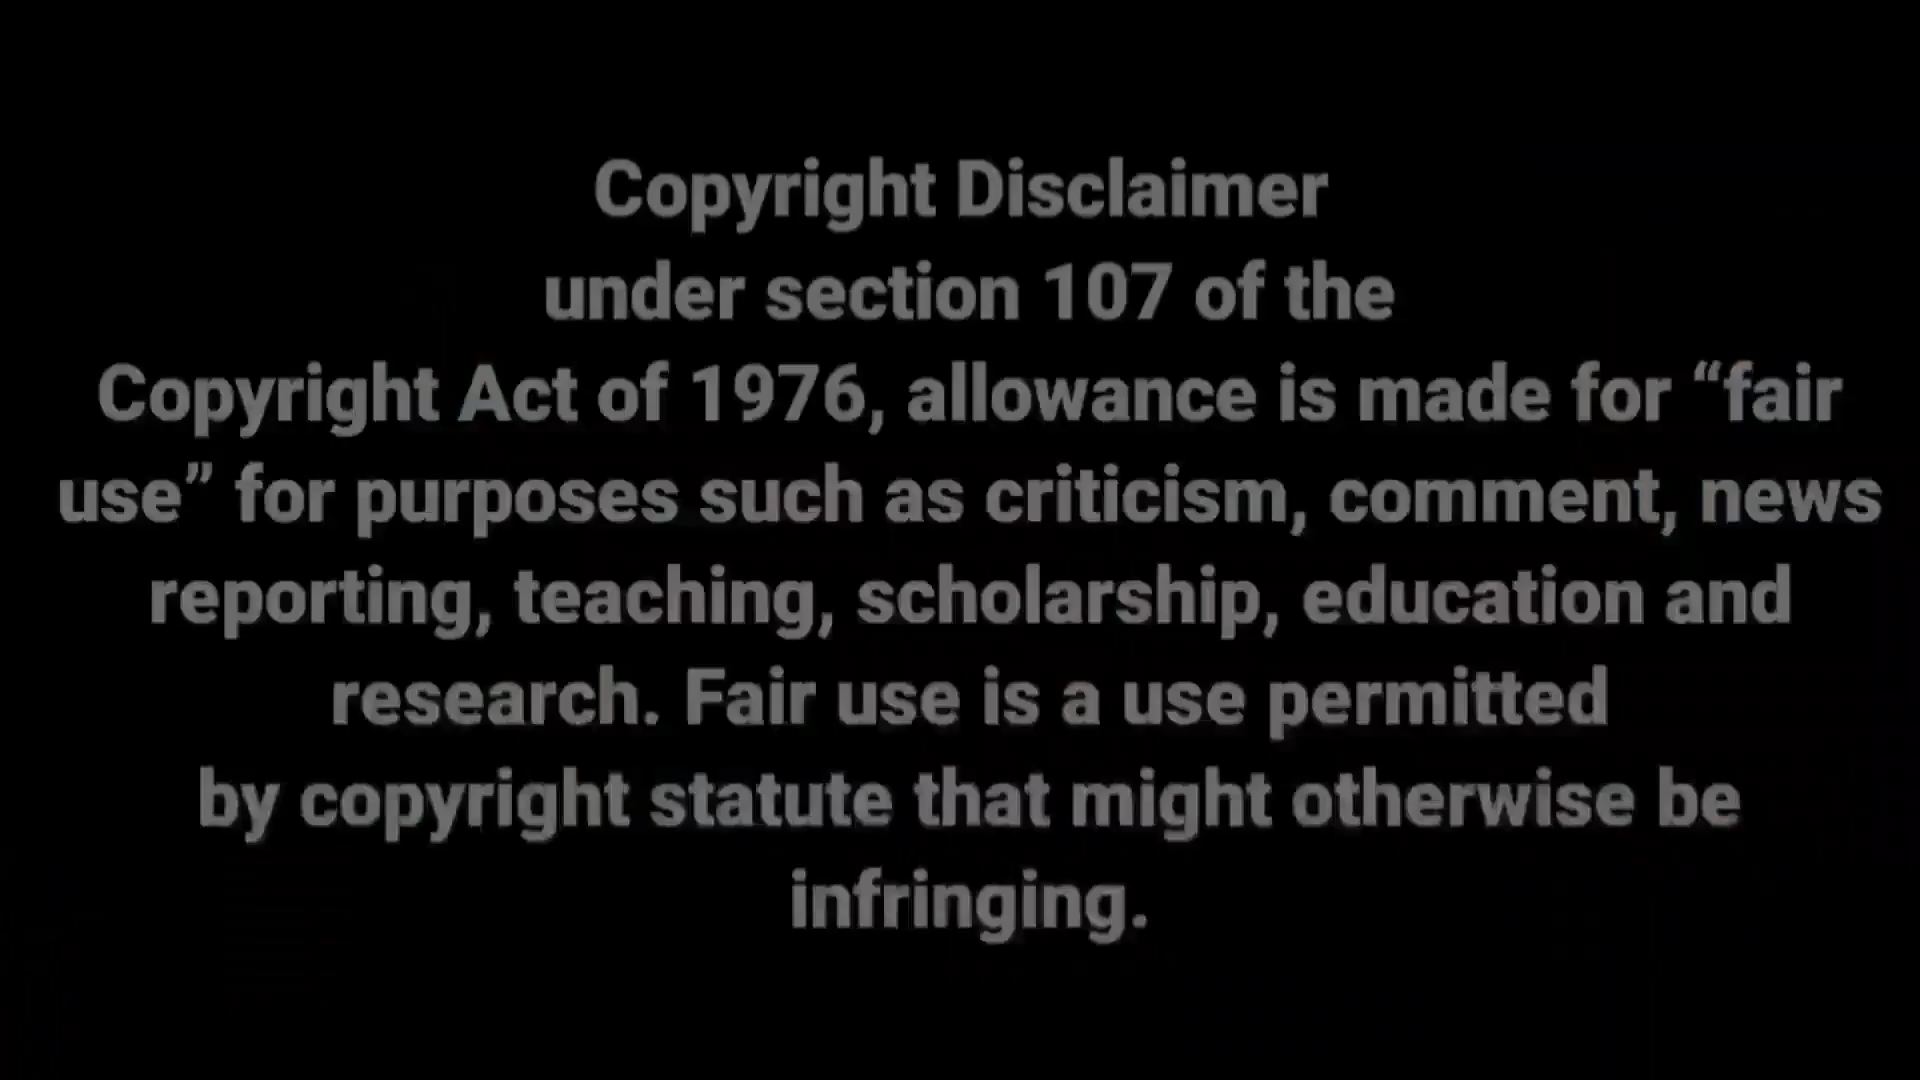 Copyright Disclaimer
under section 107 of the
Copyright Act of 1976, allowance is made for “fair
use” for purposes such as criticism, comment, news
reporting, teaching, scholarship, education and
research. Fair use is a use permitted
by copyright statute that might otherwise be
infringing.